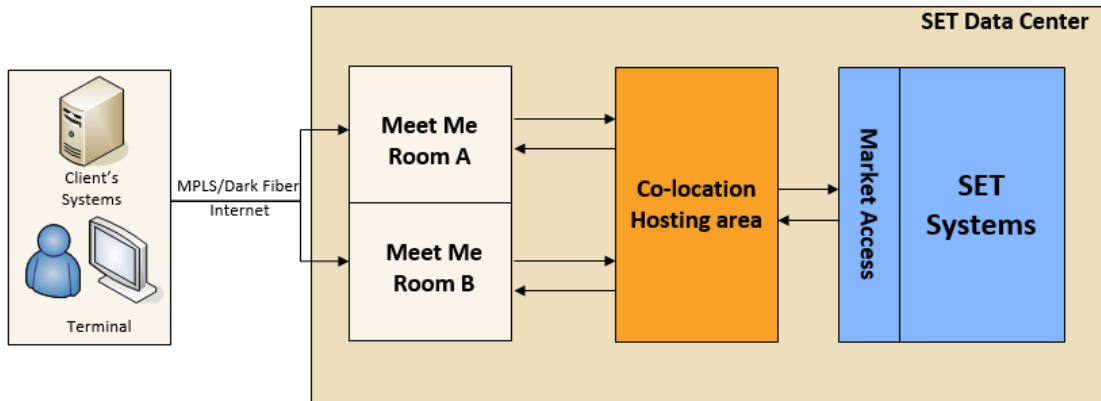 SET Data Center
Client's
Systems
Terminal
MPLS/Dark Fiber
Internet
Meet Me
Room A
Meet Me
Room B
Co-location
Hosting area
Market Access
SET
Systems